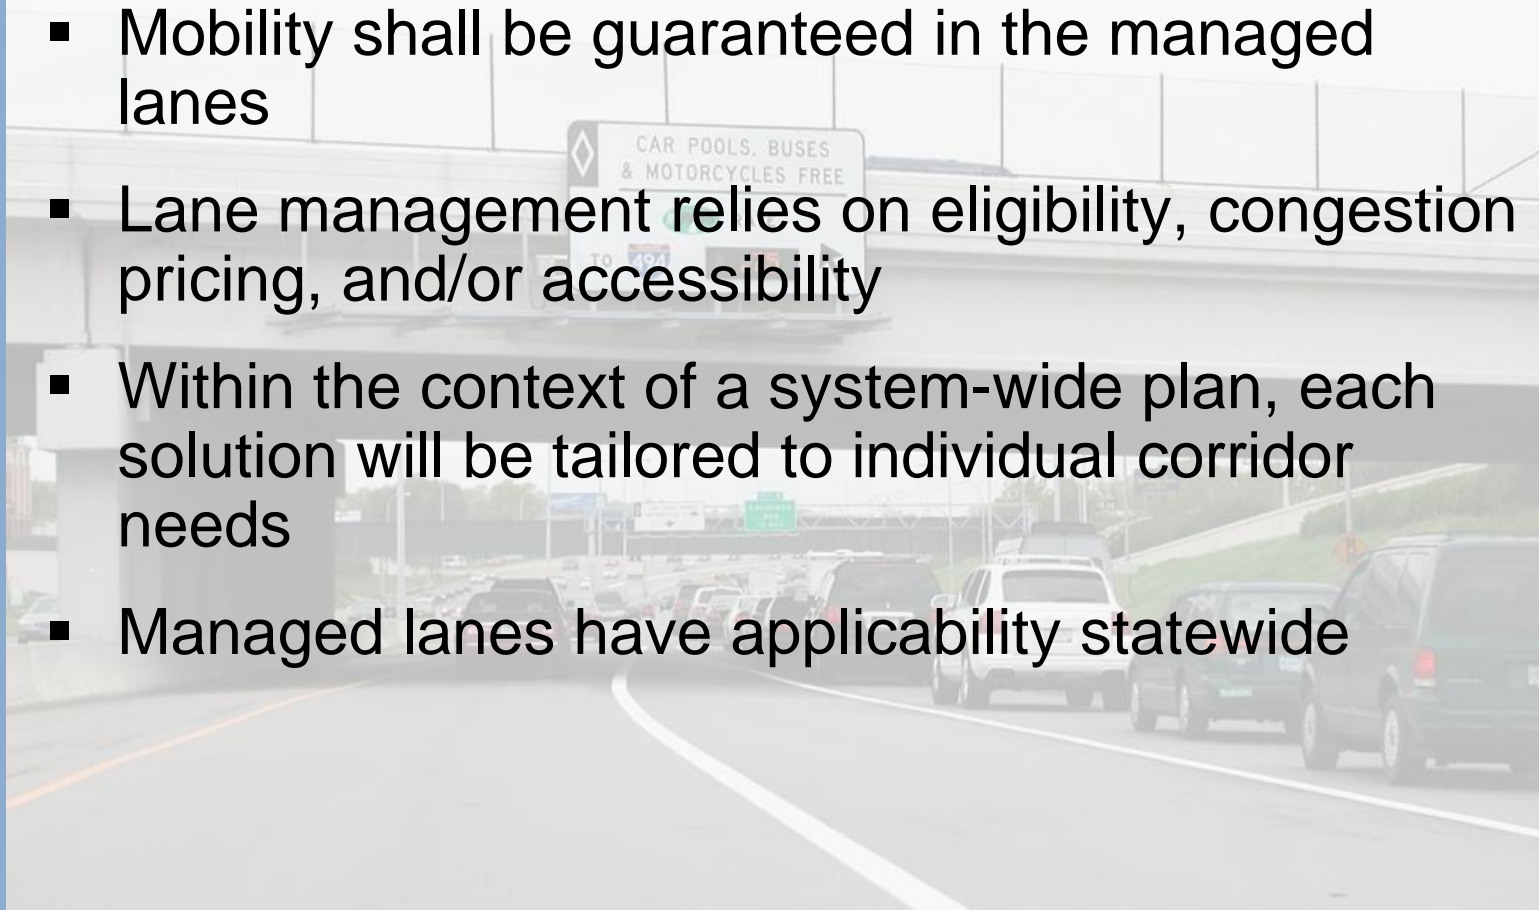 ▪ Mobility shall be guaranteed in the managed
lanes
CAR POOLS, BUSES
& MOTORCYCLES FREE
▪ Lane management relies on eligibility, congestion
TO 494
pricing, and/or accessibility
▪ Within the context of a system-wide plan, each
solution will be tailored to individual corridor
needs
▪ Managed lanes have applicability statewide